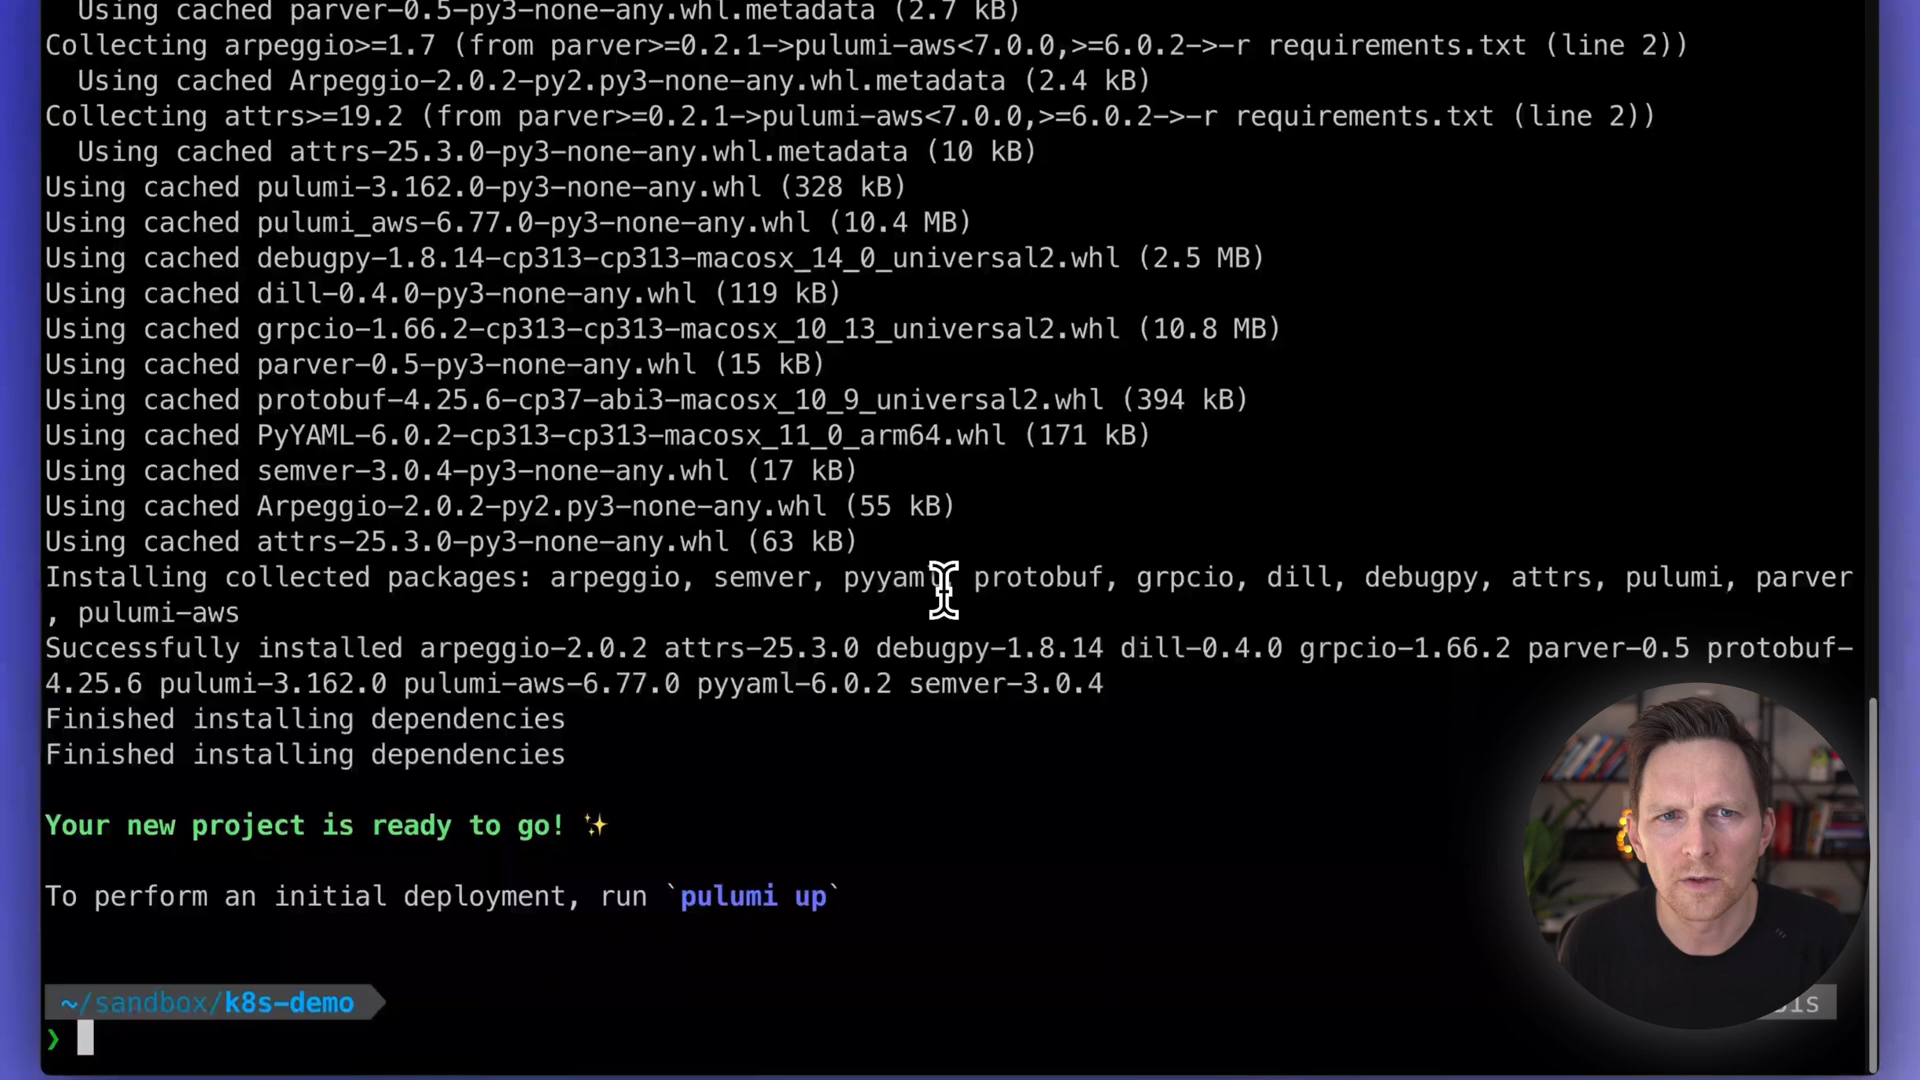 Using cached parver-0.5-py3-none-any.whl.metadata (2.7 kB)
Collecting arpeggio>=1.7 (from parver>=0.2.1->pulumi-aws<7.0.0,>=6.0.2->-r requirements.txt (line 2))
  Using cached Arpeggio-2.0.2-py2.py3-none-any.whl.metadata (2.4 kB)
Collecting attrs>=19.2 (from parver>=0.2.1->pulumi-aws<7.0.0,>=6.0.2->-r requirements.txt (line 2))
  Using cached attrs-25.3.0-py3-none-any.whl.metadata (10 kB)
Using cached pulumi-3.162.0-py3-none-any.whl (328 kB)
Using cached pulumi_aws-6.77.0-py3-none-any.whl (10.4 MB)
Using cached debugpy-1.8.14-cp313-cp313-macosx_14_0_universal2.whl (2.5 MB)
Using cached dill-0.4.0-py3-none-any.whl (119 kB)
Using cached grpcio-1.66.2-cp313-cp313-macosx_10_13_universal2.whl (10.8 MB)
Using cached parver-0.5-py3-none-any.whl (15 kB)
Using cached protobuf-4.25.6-cp37-abi3-macosx_10_9_universal2.whl (394 kB)
Using cached PyYAML-6.0.2-cp313-cp313-macosx_11_0_arm64.whl (171 kB)
Using cached semver-3.0.4-py3-none-any.whl (17 kB)
Using cached Arpeggio-2.0.2-py2.py3-none-any.whl (55 kB)
Using cached attrs-25.3.0-py3-none-any.whl (63 kB)
Installing collected packages: arpeggio, semver, pyyaml, protobuf, grpcio, dill, debugpy, attrs, pulumi, parver
, pulumi-aws
Successfully installed arpeggio-2.0.2 attrs-25.3.0 debugpy-1.8.14 dill-0.4.0 grpcio-1.66.2 parver-0.5 protobuf-
4.25.6 pulumi-3.162.0 pulumi-aws-6.77.0 pyyaml-6.0.2 semver-3.0.4
Finished installing dependencies
Finished installing dependencies
Your new project is ready to go! ✨
To perform an initial deployment, run `pulumi up`
~/sandbox/k8s-demo
❯